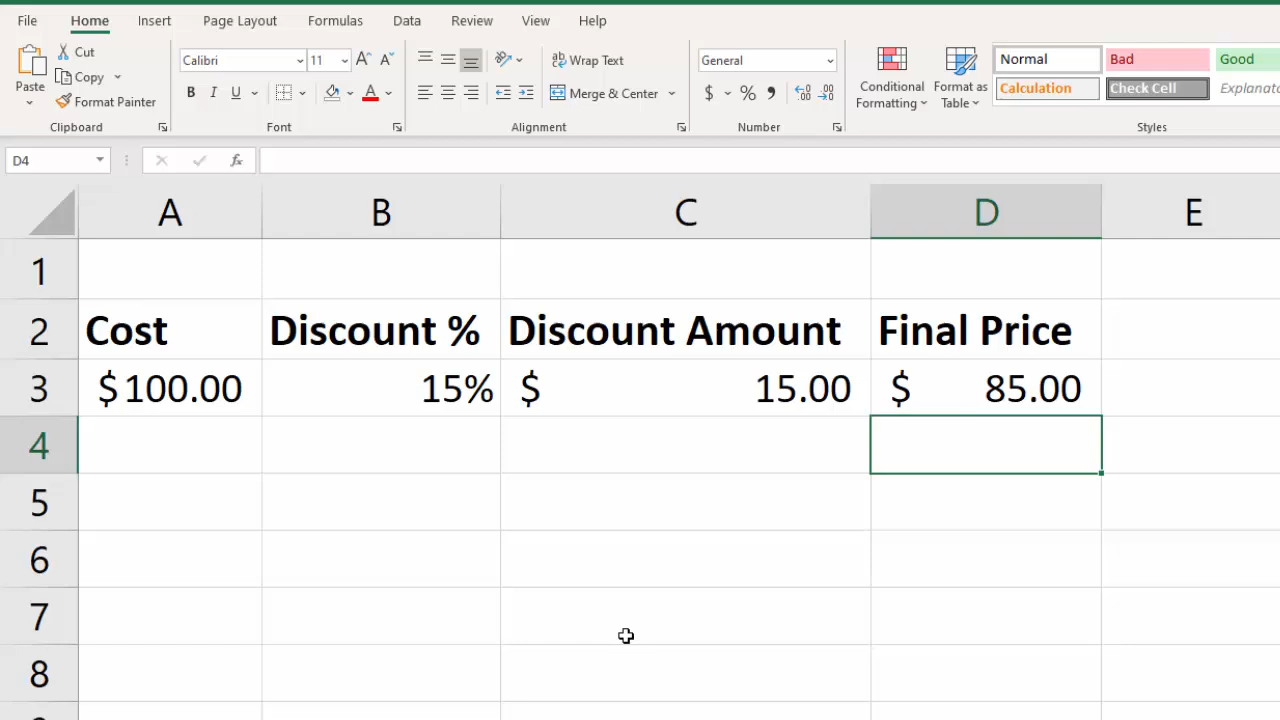 File Home Insert Page Layout Formulas Data Review View Help
Paste Cut
Copy
Format Painter
Clipboard
Calibri 11 A A
B I U A
Font
Wrap Text
Merge & Center
Alignment
General
$ % ,
Number
Conditional Formatting
Format as Table
Normal Bad Good
Calculation Check Cell Explanato
Styles
D4 fx
A B C D E
1
2 Cost Discount % Discount Amount Final Price
3 $100.00 15% $ 15.00 $ 85.00
4
5
6
7
8